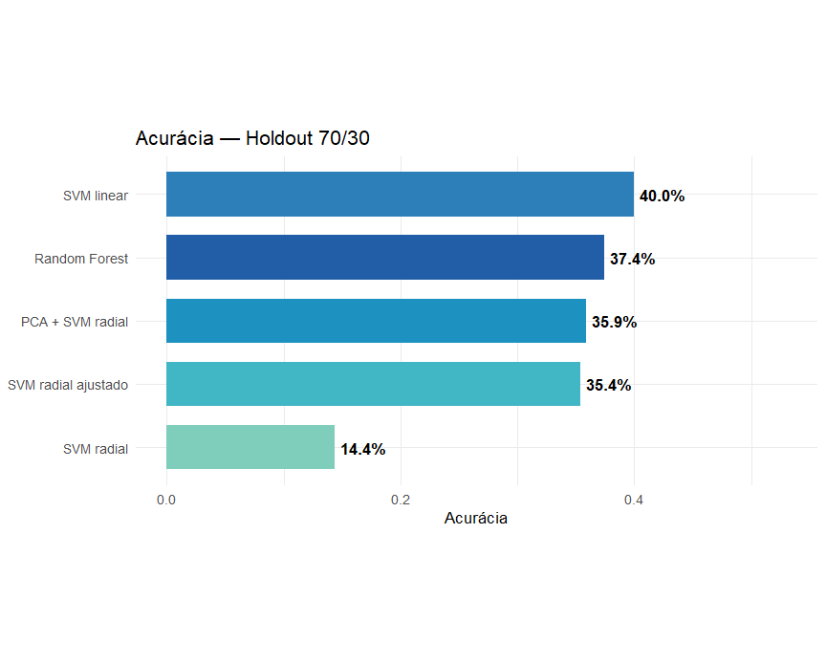 Acurácia — Holdout 70/30
SVM linear
40.0%
Random Forest
37.4%
PCA + SVM radial
35.9%
SVM radial ajustado
35.4%
SVM radial
14.4%
0.0
0.2
0.4
Acurácia